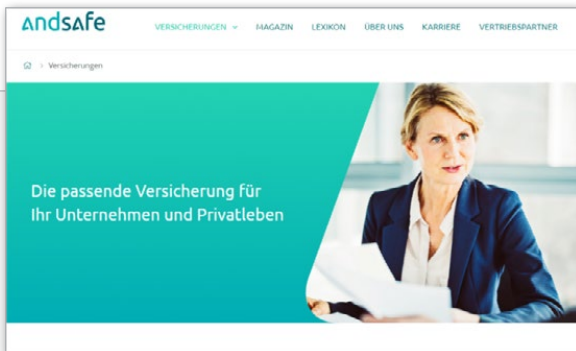 andsafe
VERSICHERUNGEN MAGAZIN LEXIKON ÜBER UNS KARRIERE VERTRIEBSPARTNER
> Versicherungen
Die passende Versicherung für
Ihr Unternehmen und Privatleben